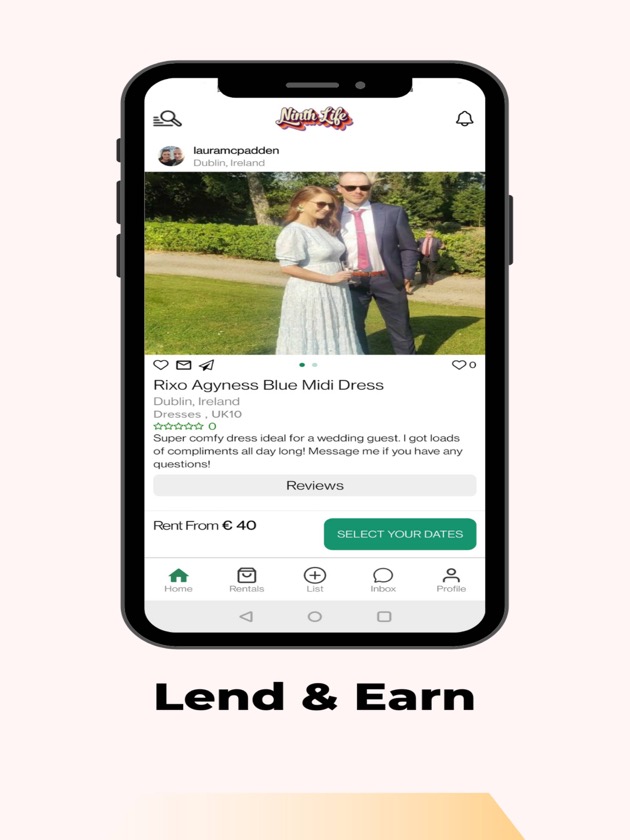 Ninth Life
lauramcpadden
Dublin, Ireland
0
Rixo Agyness Blue Midi Dress
Dublin, Ireland
Dresses , UK10
0
Super comfy dress ideal for a wedding guest. I got loads
of compliments all day long! Message me if you have any
questions!
Reviews
Rent From € 40
SELECT YOUR DATES
Home
Rentals
List
Inbox
Profile
Lend & Earn